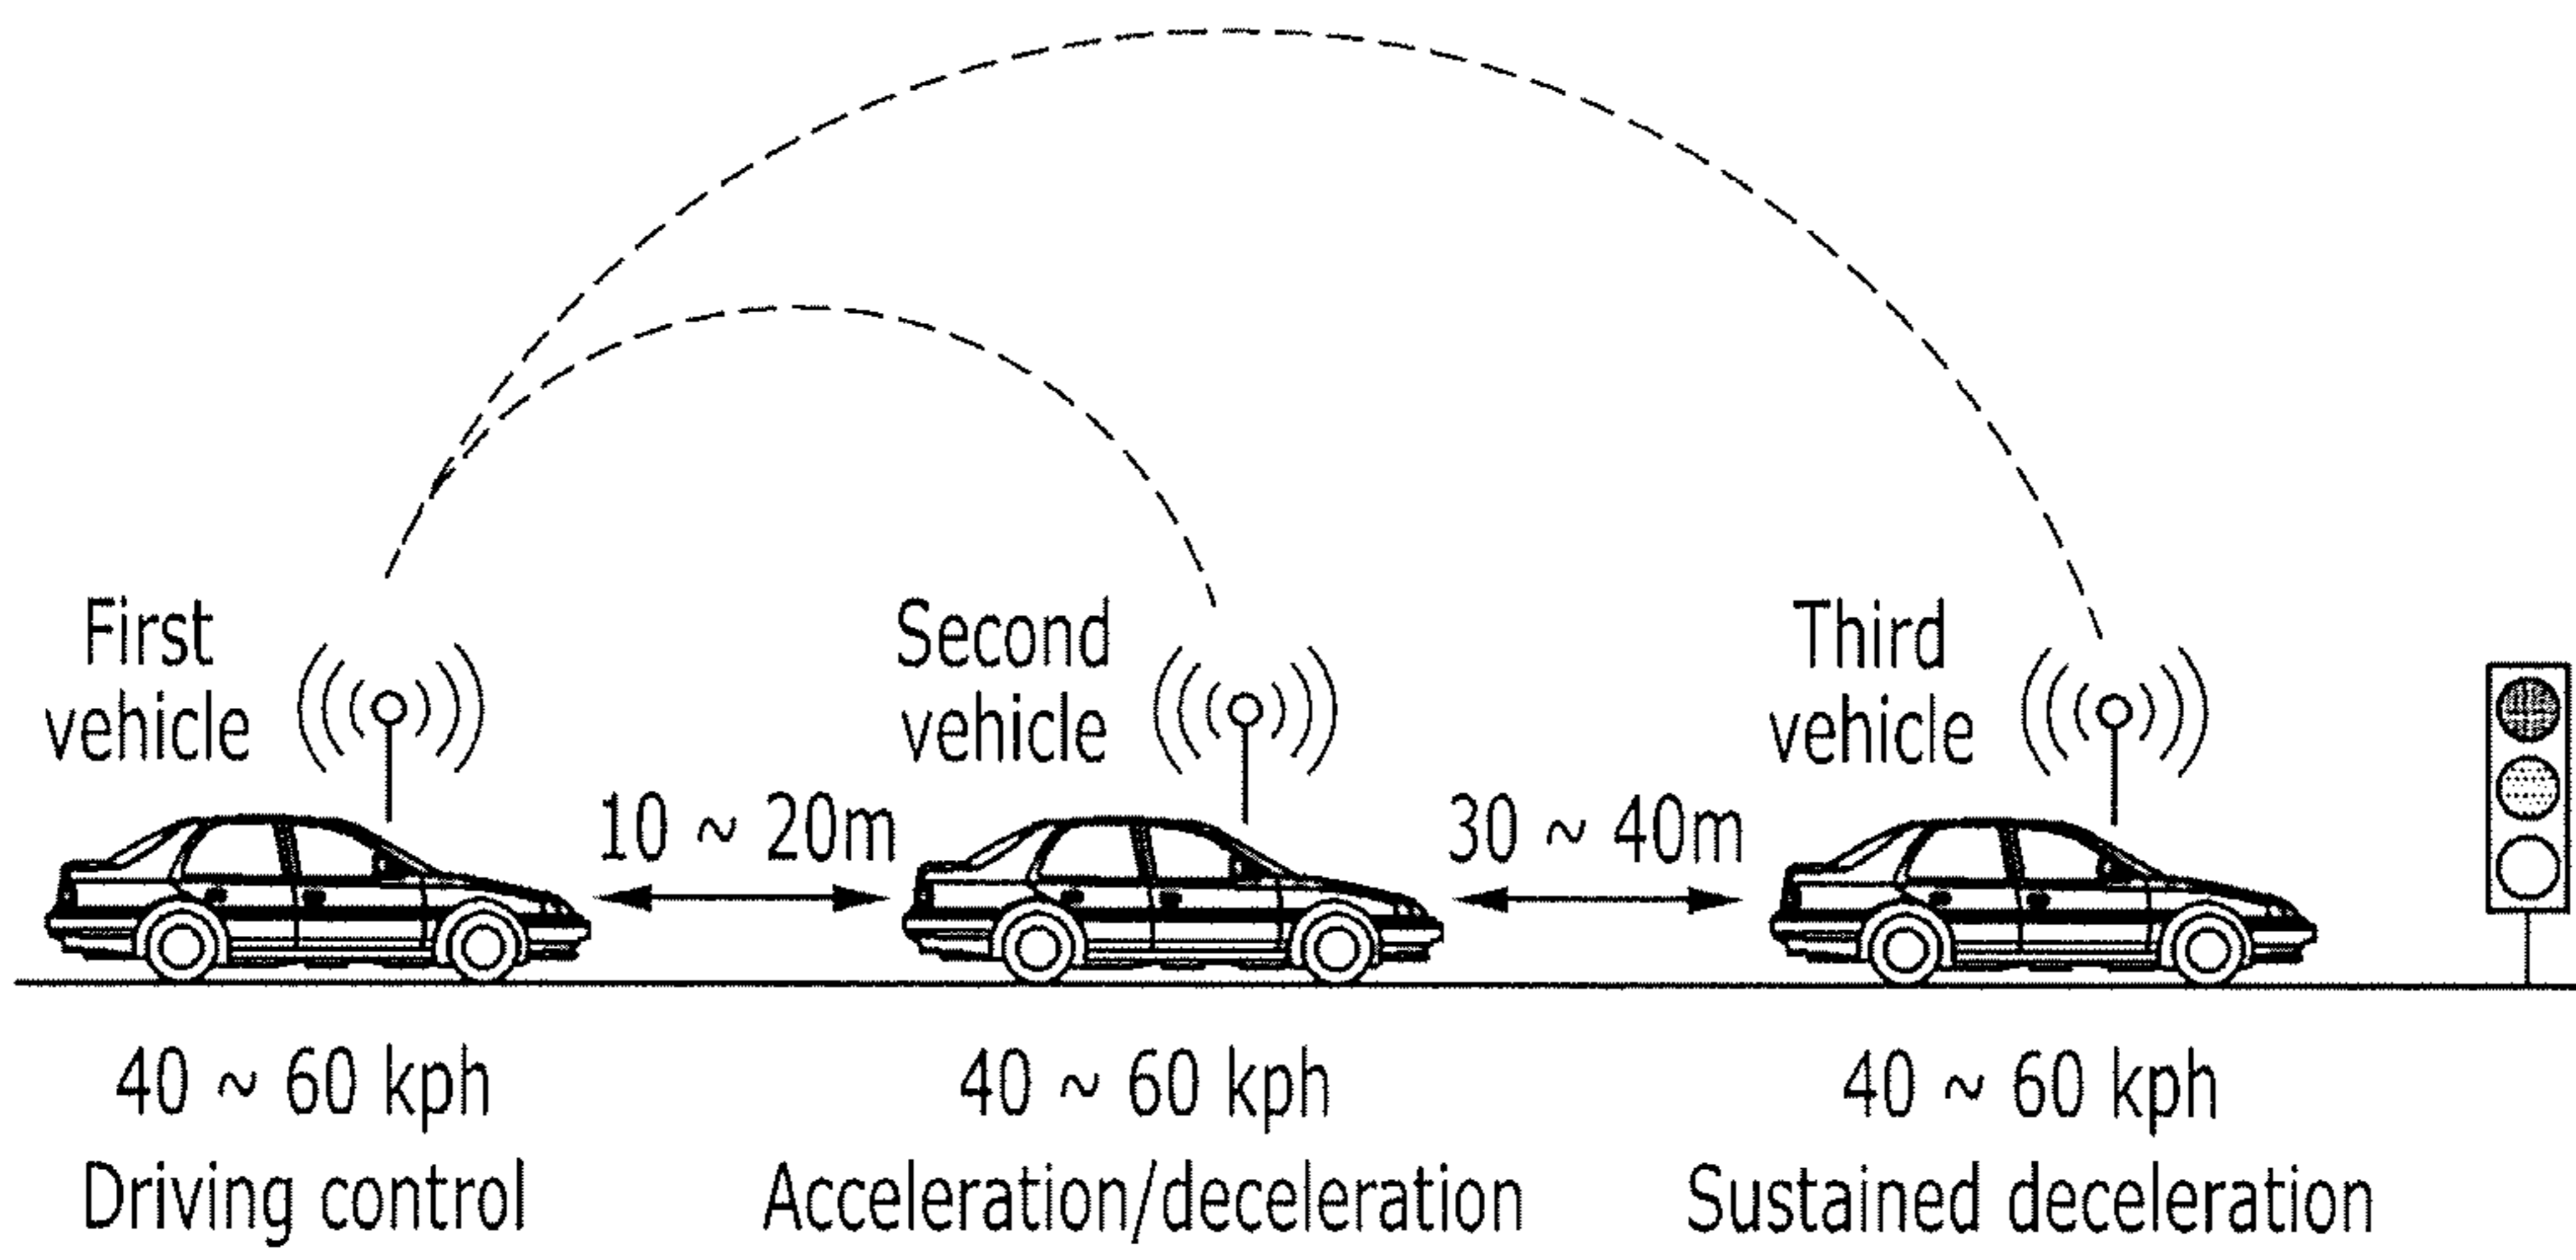 First
vehicle
Second
vehicle
Third
vehicle
10 ~ 20m
30 ~ 40m
40 ~ 60 kph
Driving control
40 ~ 60 kph
Acceleration/deceleration
40 ~ 60 kph
Sustained deceleration